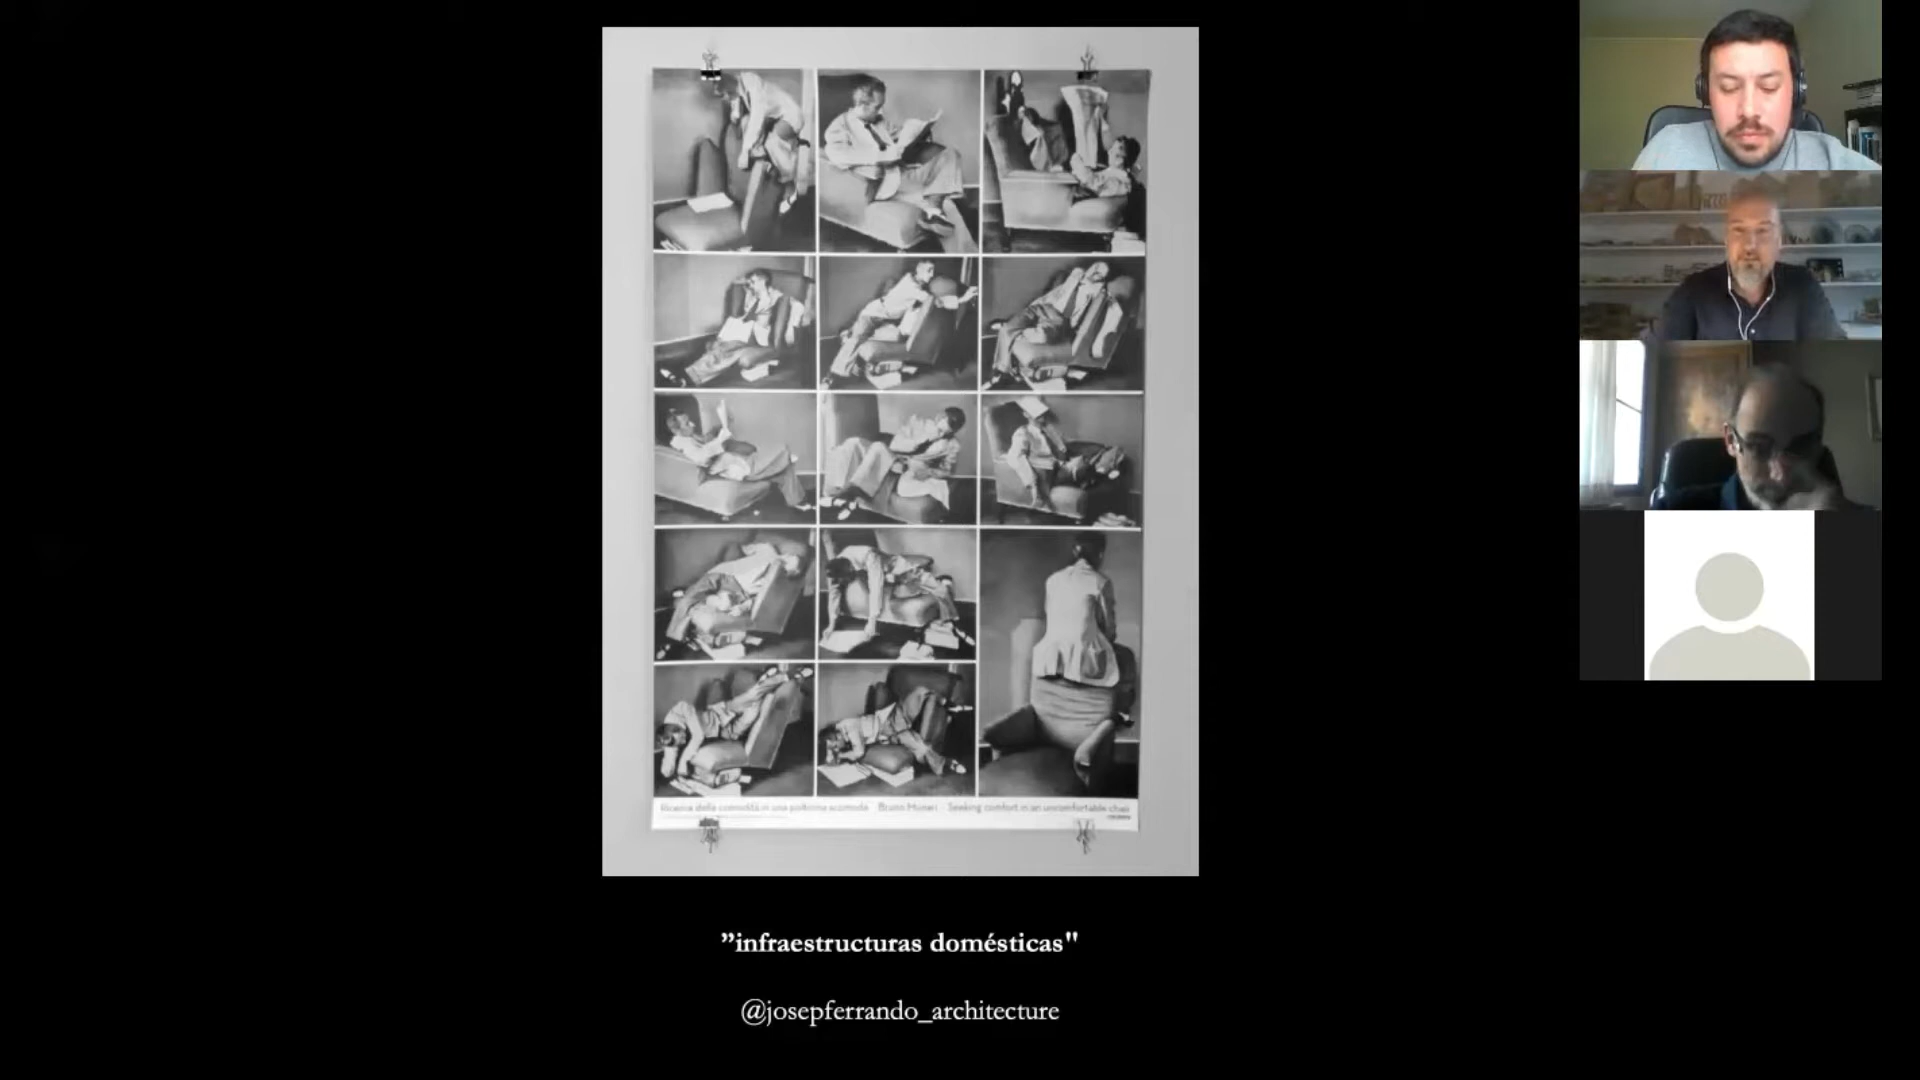 Ricerca della comodità in una poltrona scomoda Bruno Munari Seeking comfort in an uncomfortable chair
”infraestructuras domésticas"
@josepferrando_architecture